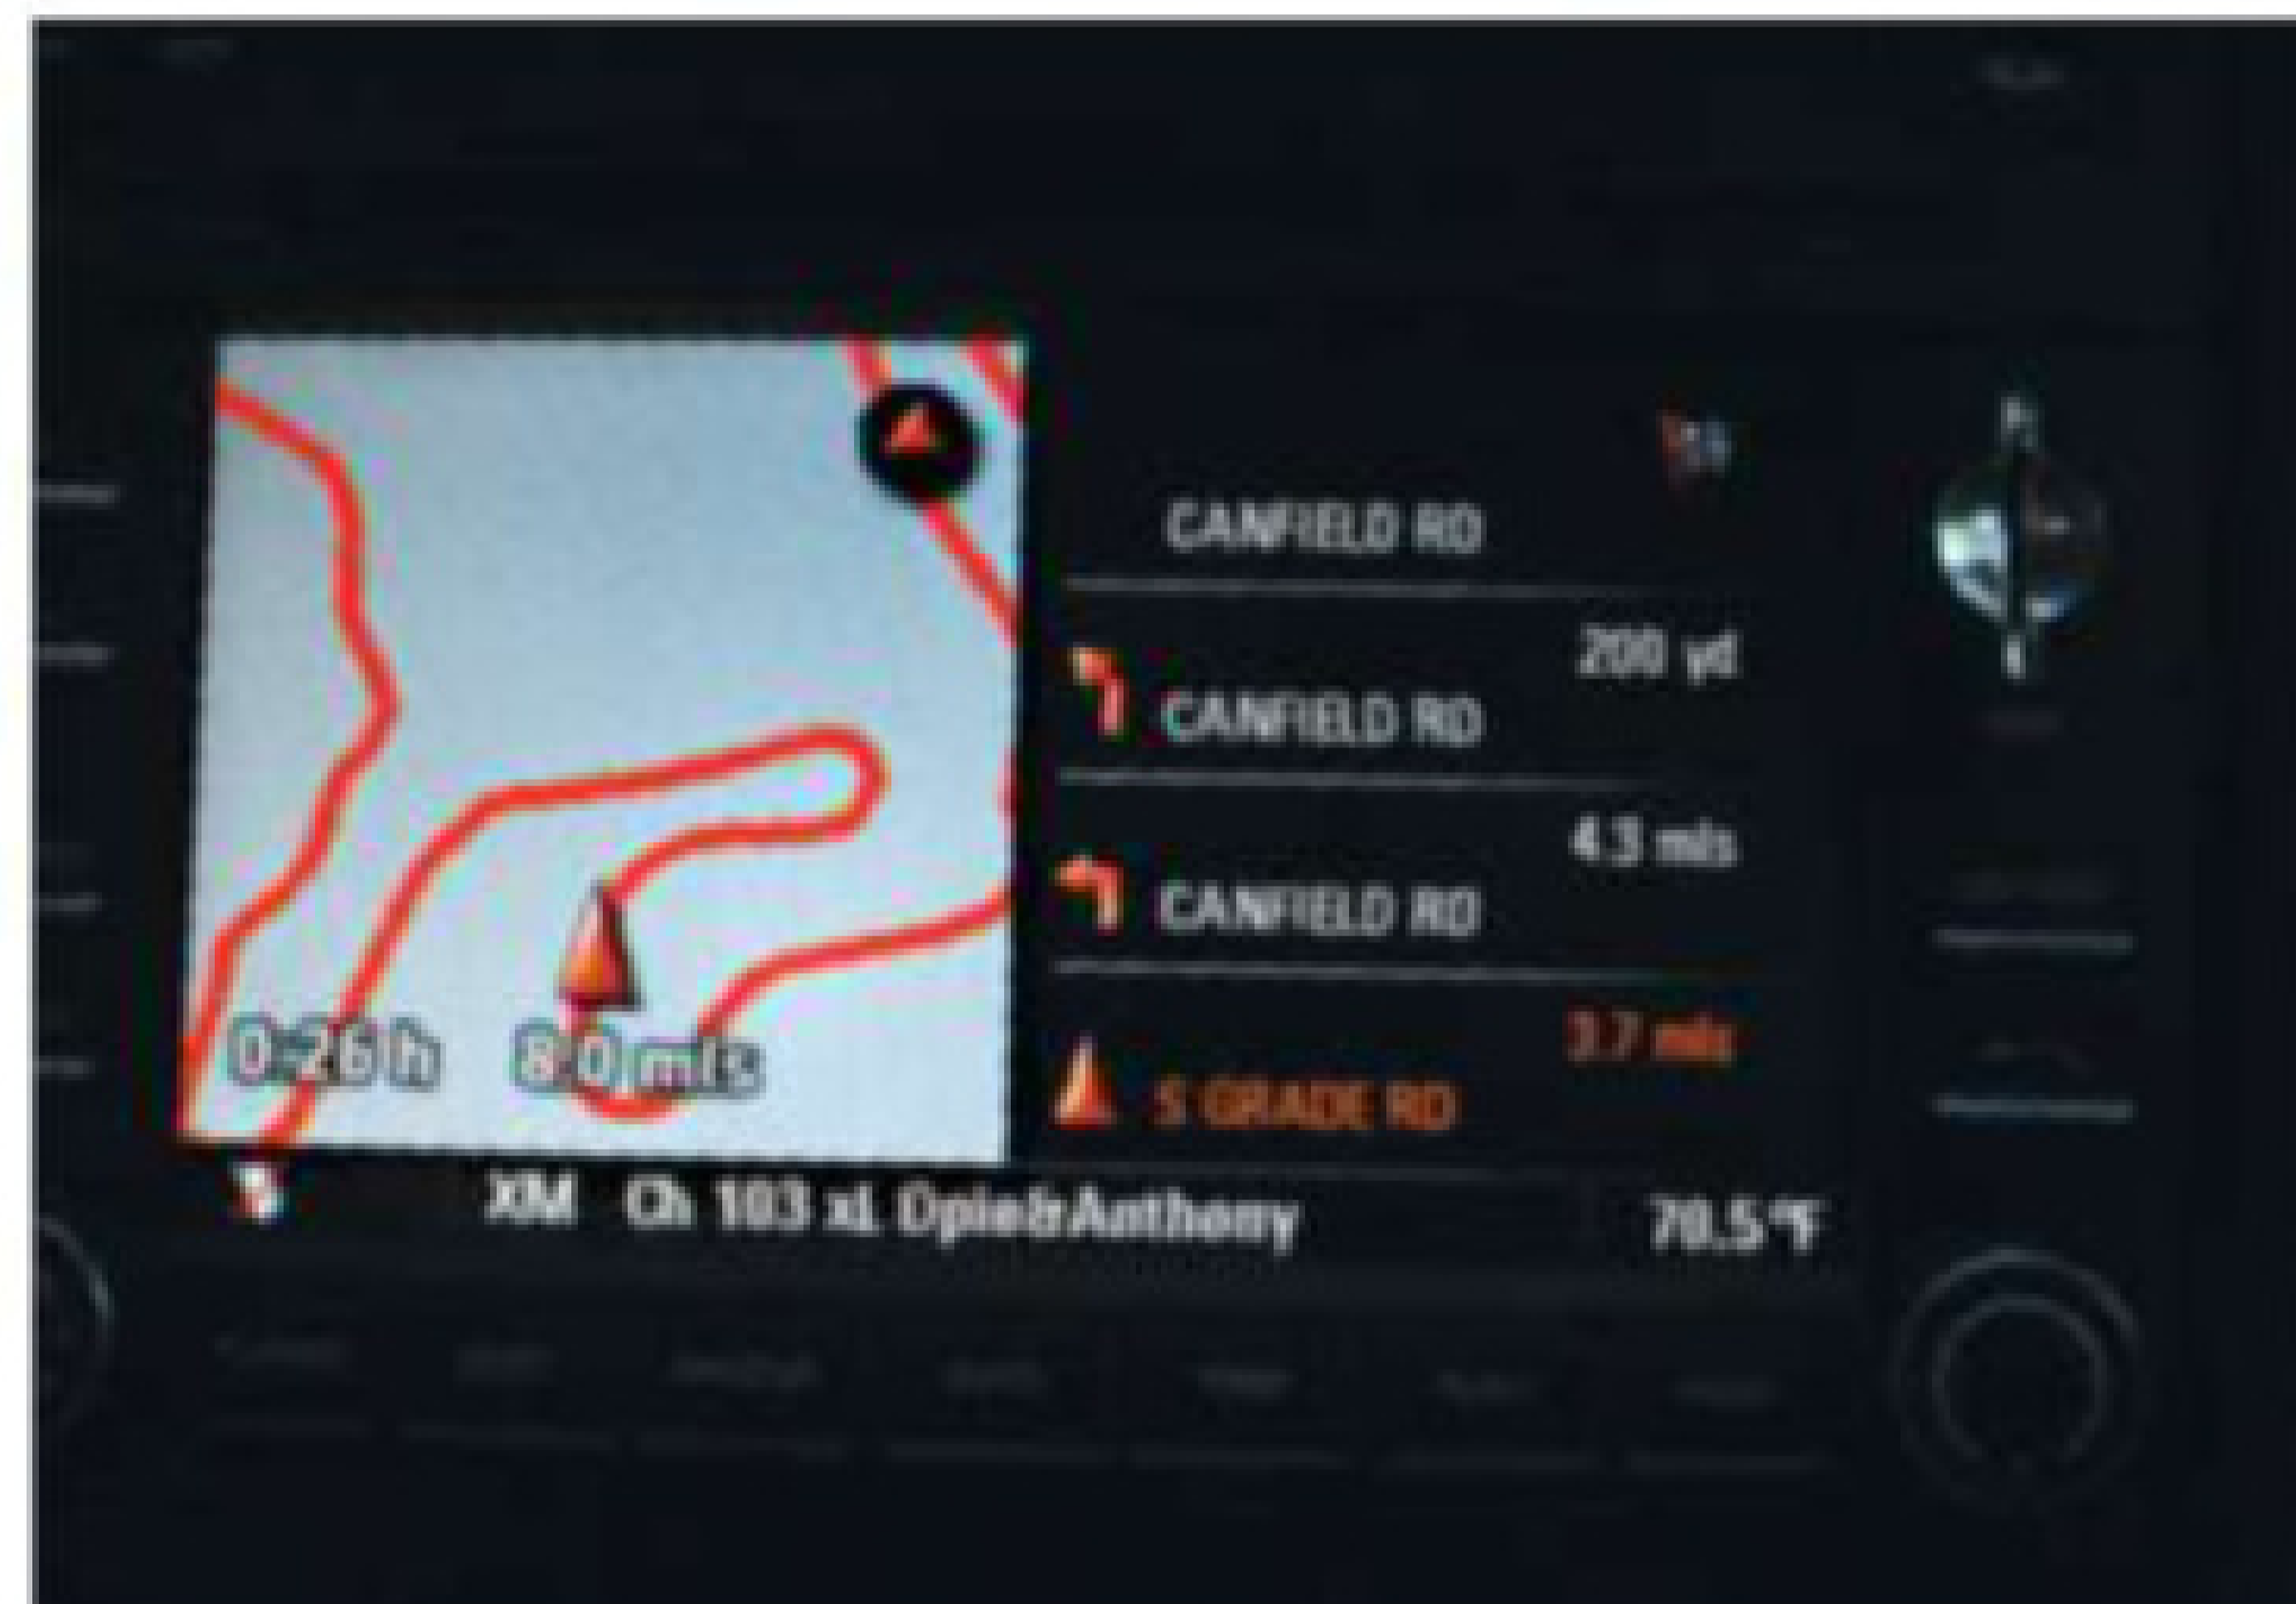 CANFIELD RD
200 yd
CANFIELD RD
4.3 mls
CANFIELD RD
3.7 mls
S GRADE RD
0:26 h 8.0 mls
XM Ch 103 xL Opie&Anthony 70.5°F